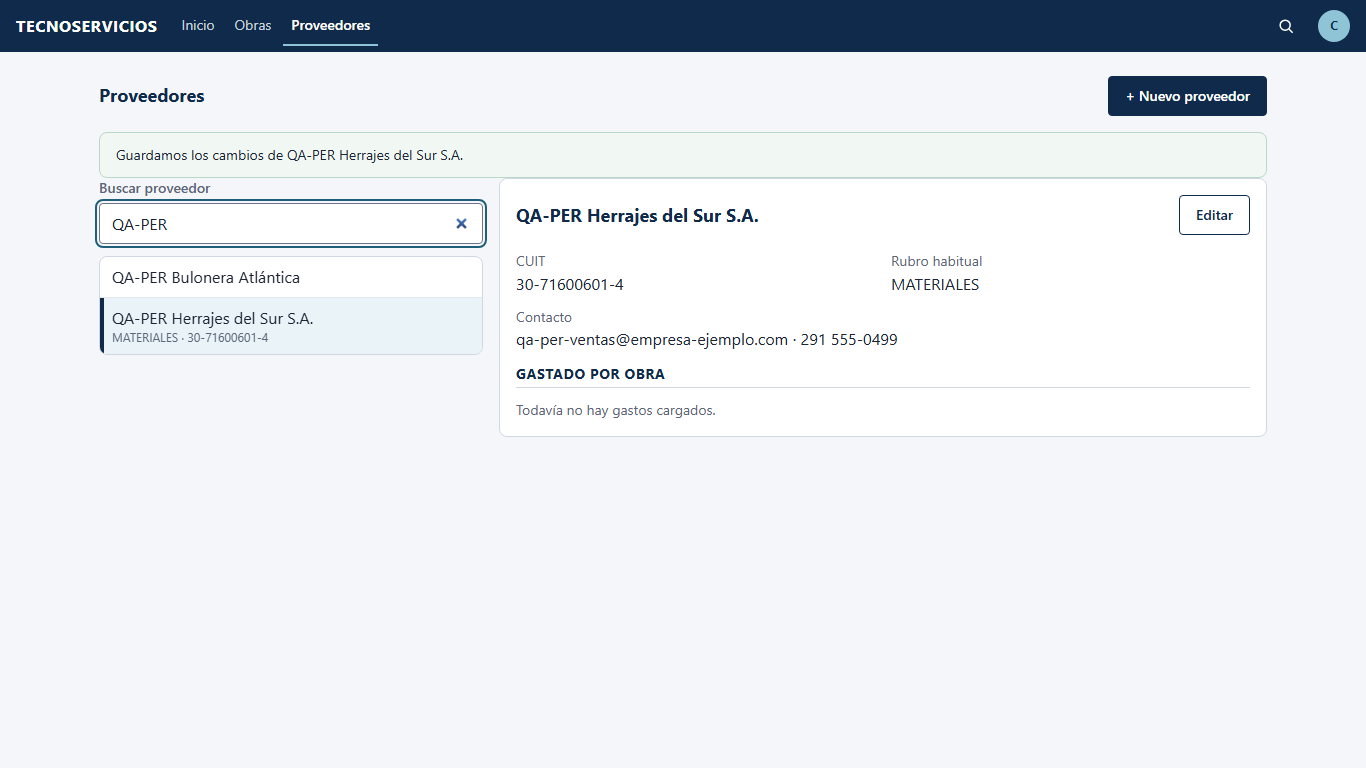 TECNOSERVICIOS Inicio Obras Proveedores C
Proveedores
+ Nuevo proveedor
Guardamos los cambios de QA-PER Herrajes del Sur S.A.
Buscar proveedor
QA-PER
QA-PER Bulonera Atlántica
QA-PER Herrajes del Sur S.A.
MATERIALES · 30-71600601-4
QA-PER Herrajes del Sur S.A.
Editar
CUIT
30-71600601-4
Rubro habitual
MATERIALES
Contacto
qa-per-ventas@empresa-ejemplo.com · 291 555-0499
GASTADO POR OBRA
Todavía no hay gastos cargados.